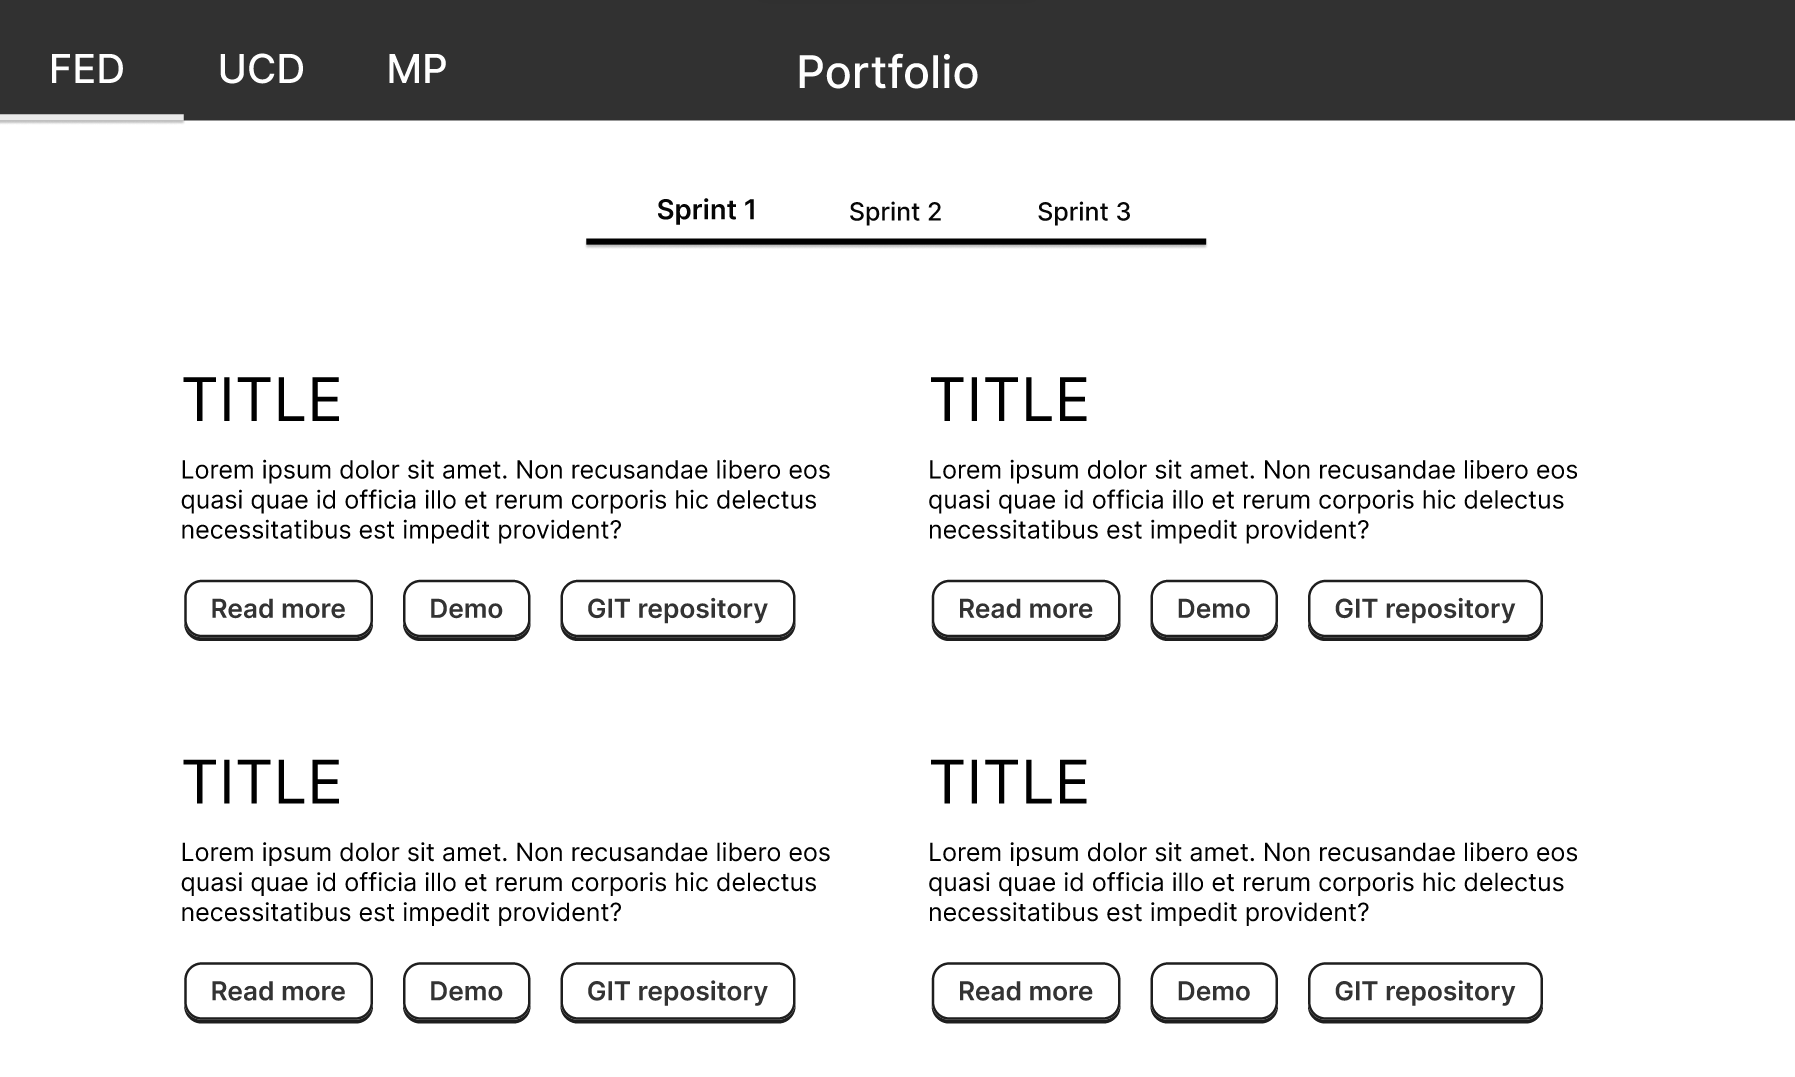 FED UCD MP Portfolio
Sprint 1 Sprint 2 Sprint 3
TITLE
Lorem ipsum dolor sit amet. Non recusandae libero eos
quasi quae id officia illo et rerum corporis hic delectus
necessitatibus est impedit provident?
Read more Demo GIT repository
TITLE
Lorem ipsum dolor sit amet. Non recusandae libero eos
quasi quae id officia illo et rerum corporis hic delectus
necessitatibus est impedit provident?
Read more Demo GIT repository
TITLE
Lorem ipsum dolor sit amet. Non recusandae libero eos
quasi quae id officia illo et rerum corporis hic delectus
necessitatibus est impedit provident?
Read more Demo GIT repository
TITLE
Lorem ipsum dolor sit amet. Non recusandae libero eos
quasi quae id officia illo et rerum corporis hic delectus
necessitatibus est impedit provident?
Read more Demo GIT repository